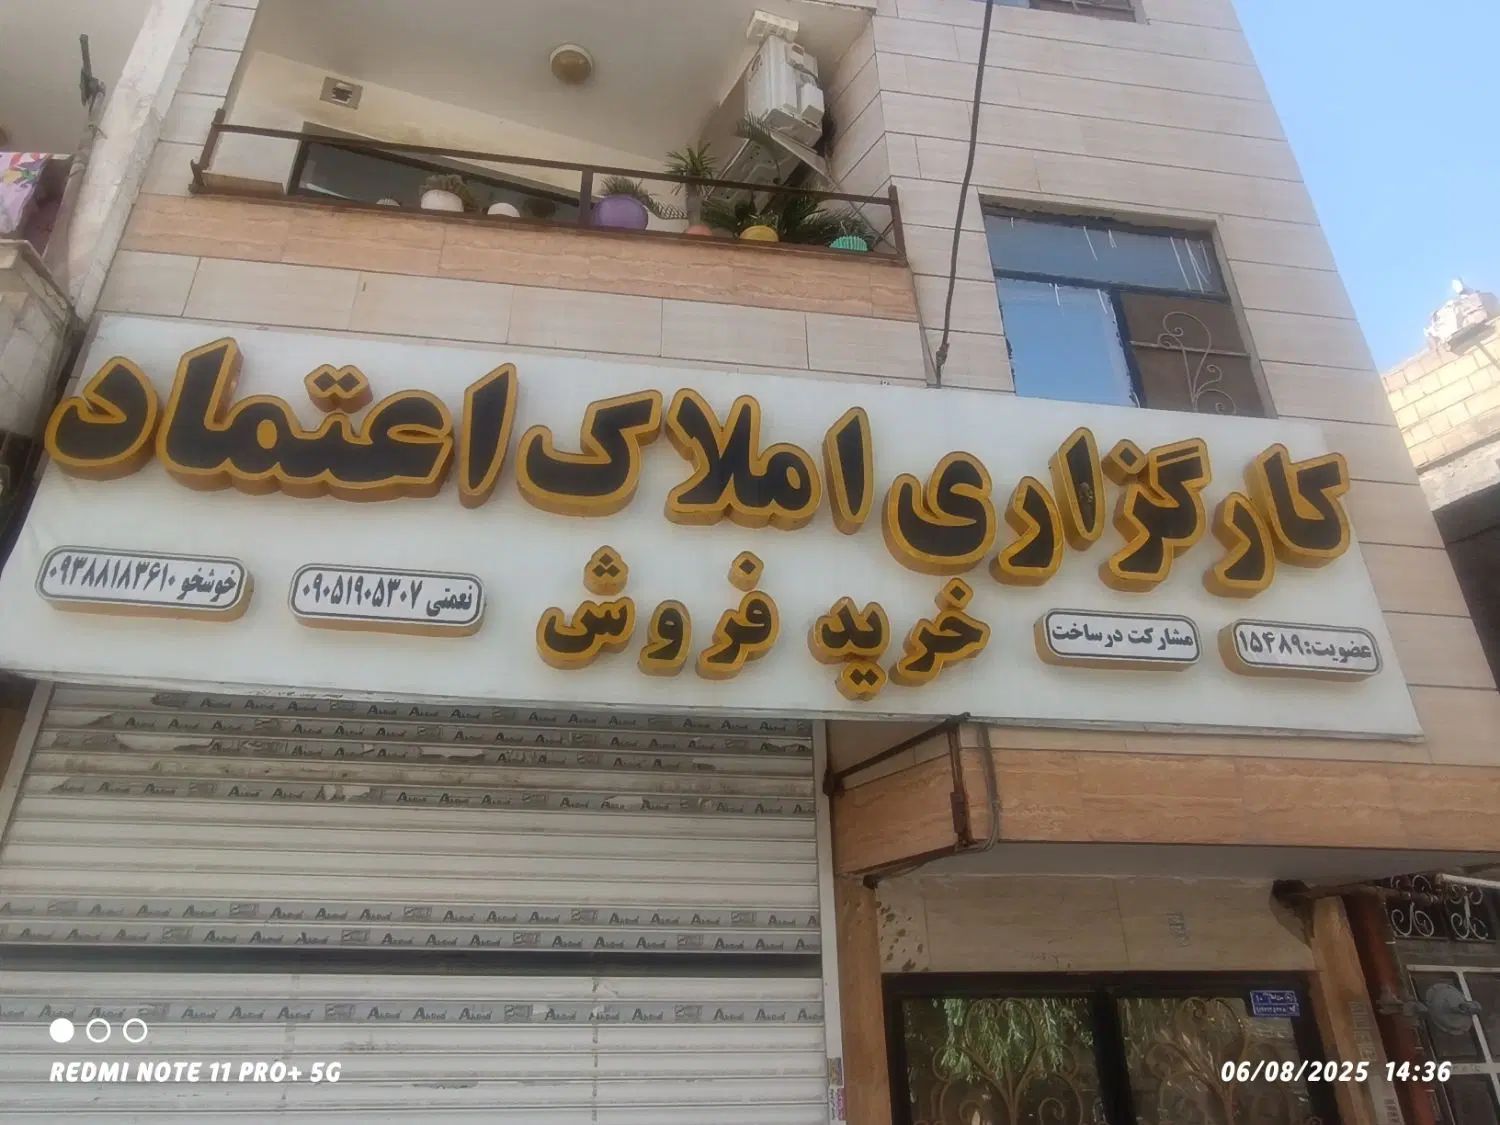 کارگزاری املاک اعتماد
خرید فروش
عضویت:۱۵۴۸۹
مشارکت در ساخت
نعمتی ۰۹۰۵۱۹۰۵۳۰۷
خوشخو ۰۹۳۸۸۱۸۳۶۱۰
REDMI NOTE 11 PRO+ 5G
06/08/2025 14:36